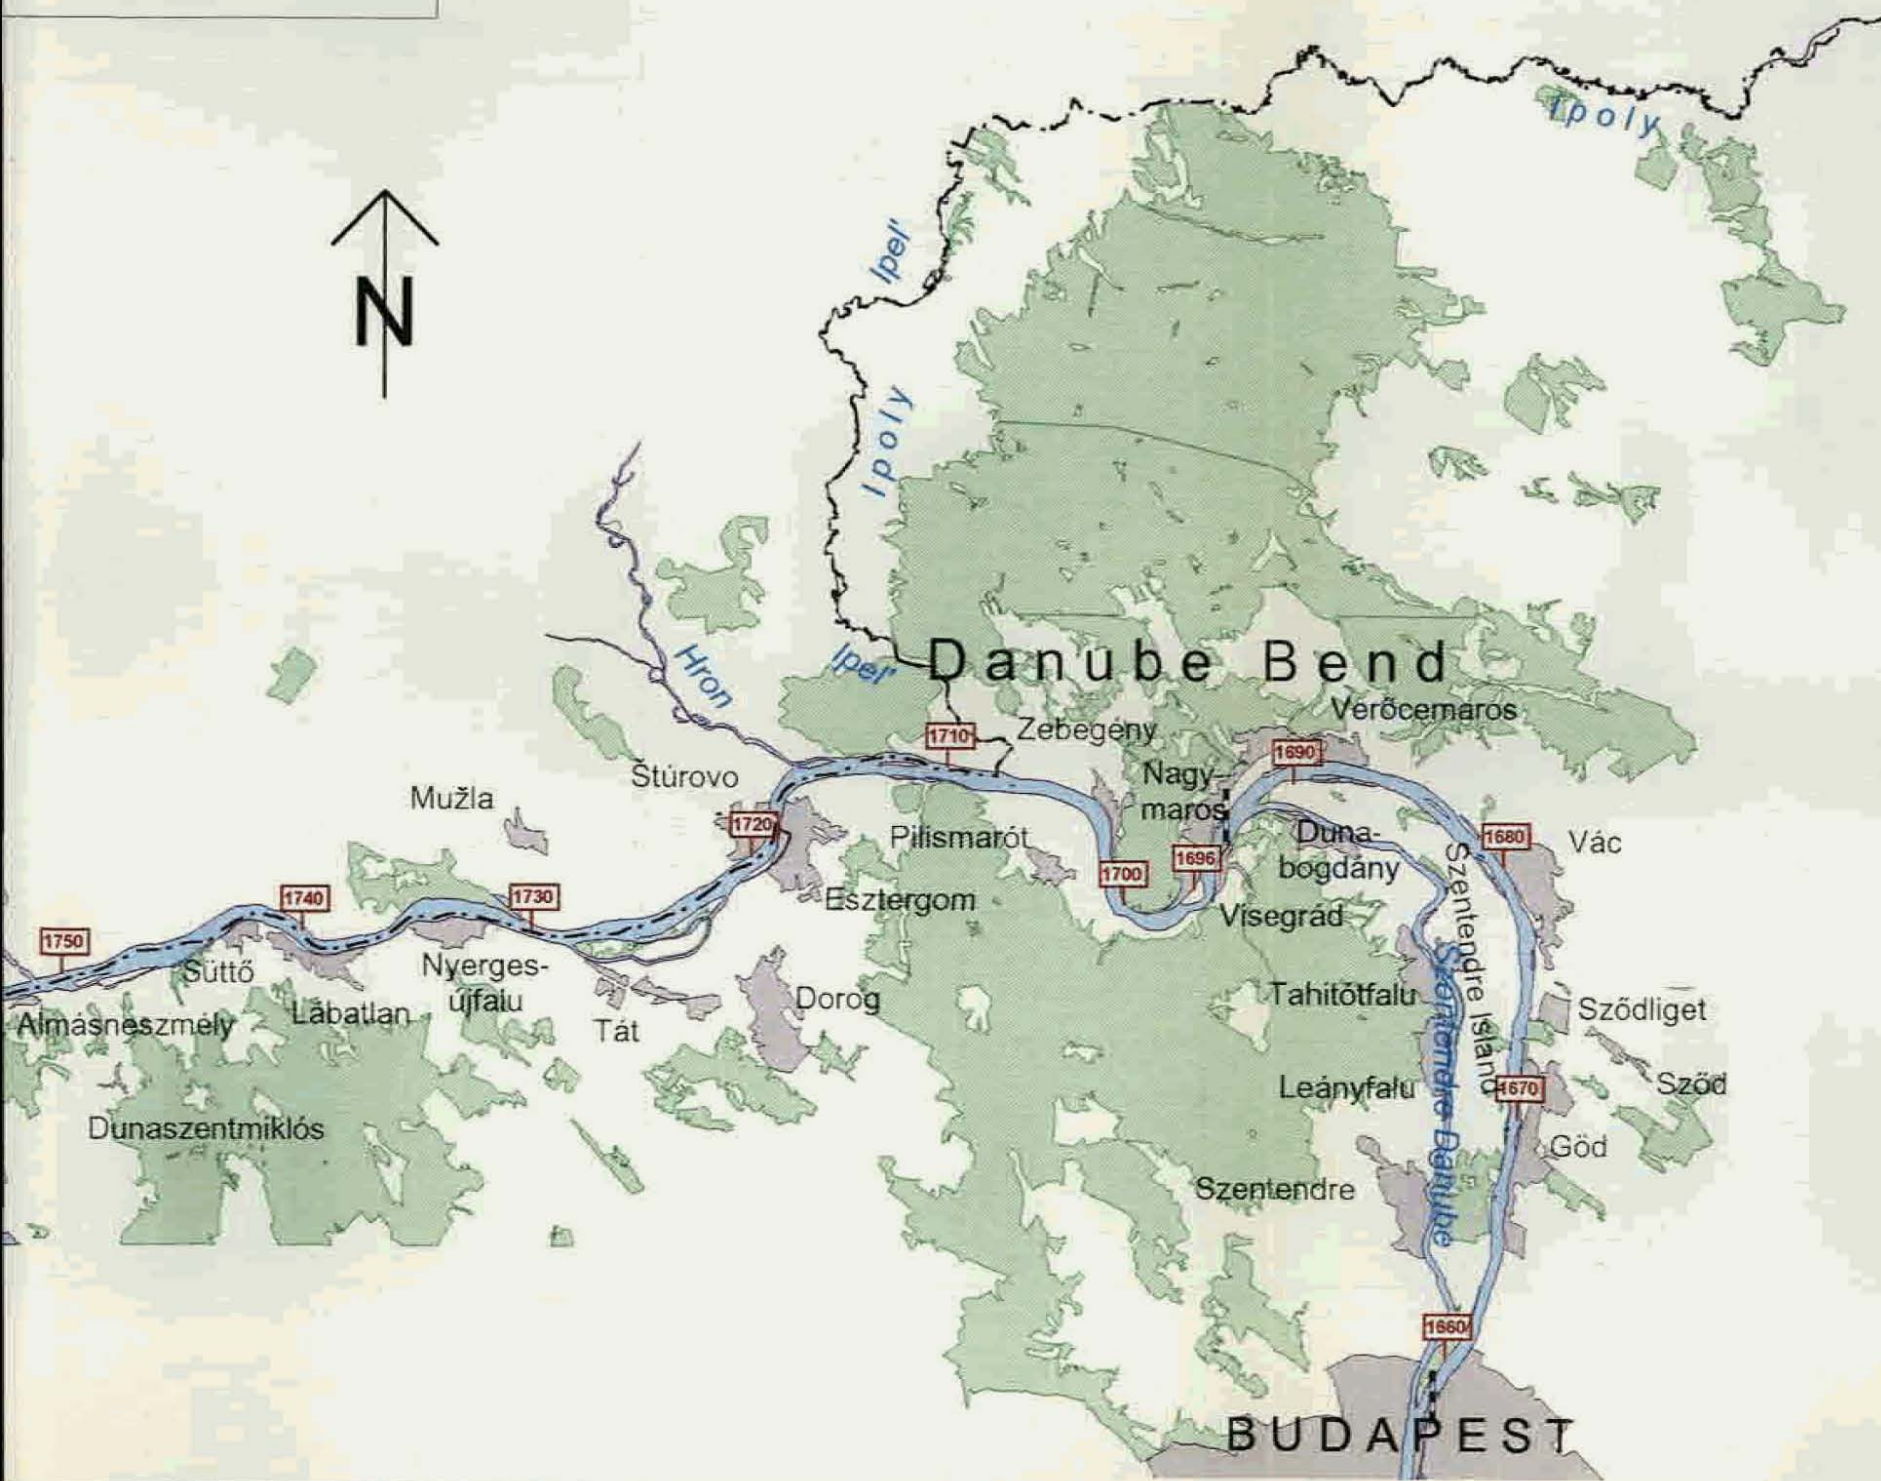 Ipoly
Ipel'
N
Ipoly
Danube Bend
Ipel'
Hron
Verőcemaros
Zebegény
1710
1690
Štúrovo
Nagy-
maros
Mužla
1720
Pilismarót
Duna-
bogdány
1680
Vác
1696
1700
1740
1730
Esztergom
Visegrád
Szentendre Island
1750
Süttő
Nyerges-
újfalu
Lábatlan
Dorog
Tahitótfalu
Sződliget
Almásneszmély
Tát
Szentendre Danube
Leányfalu
1670
Sződ
Dunaszentmiklós
Göd
Szentendre
1660
BUDAPEST